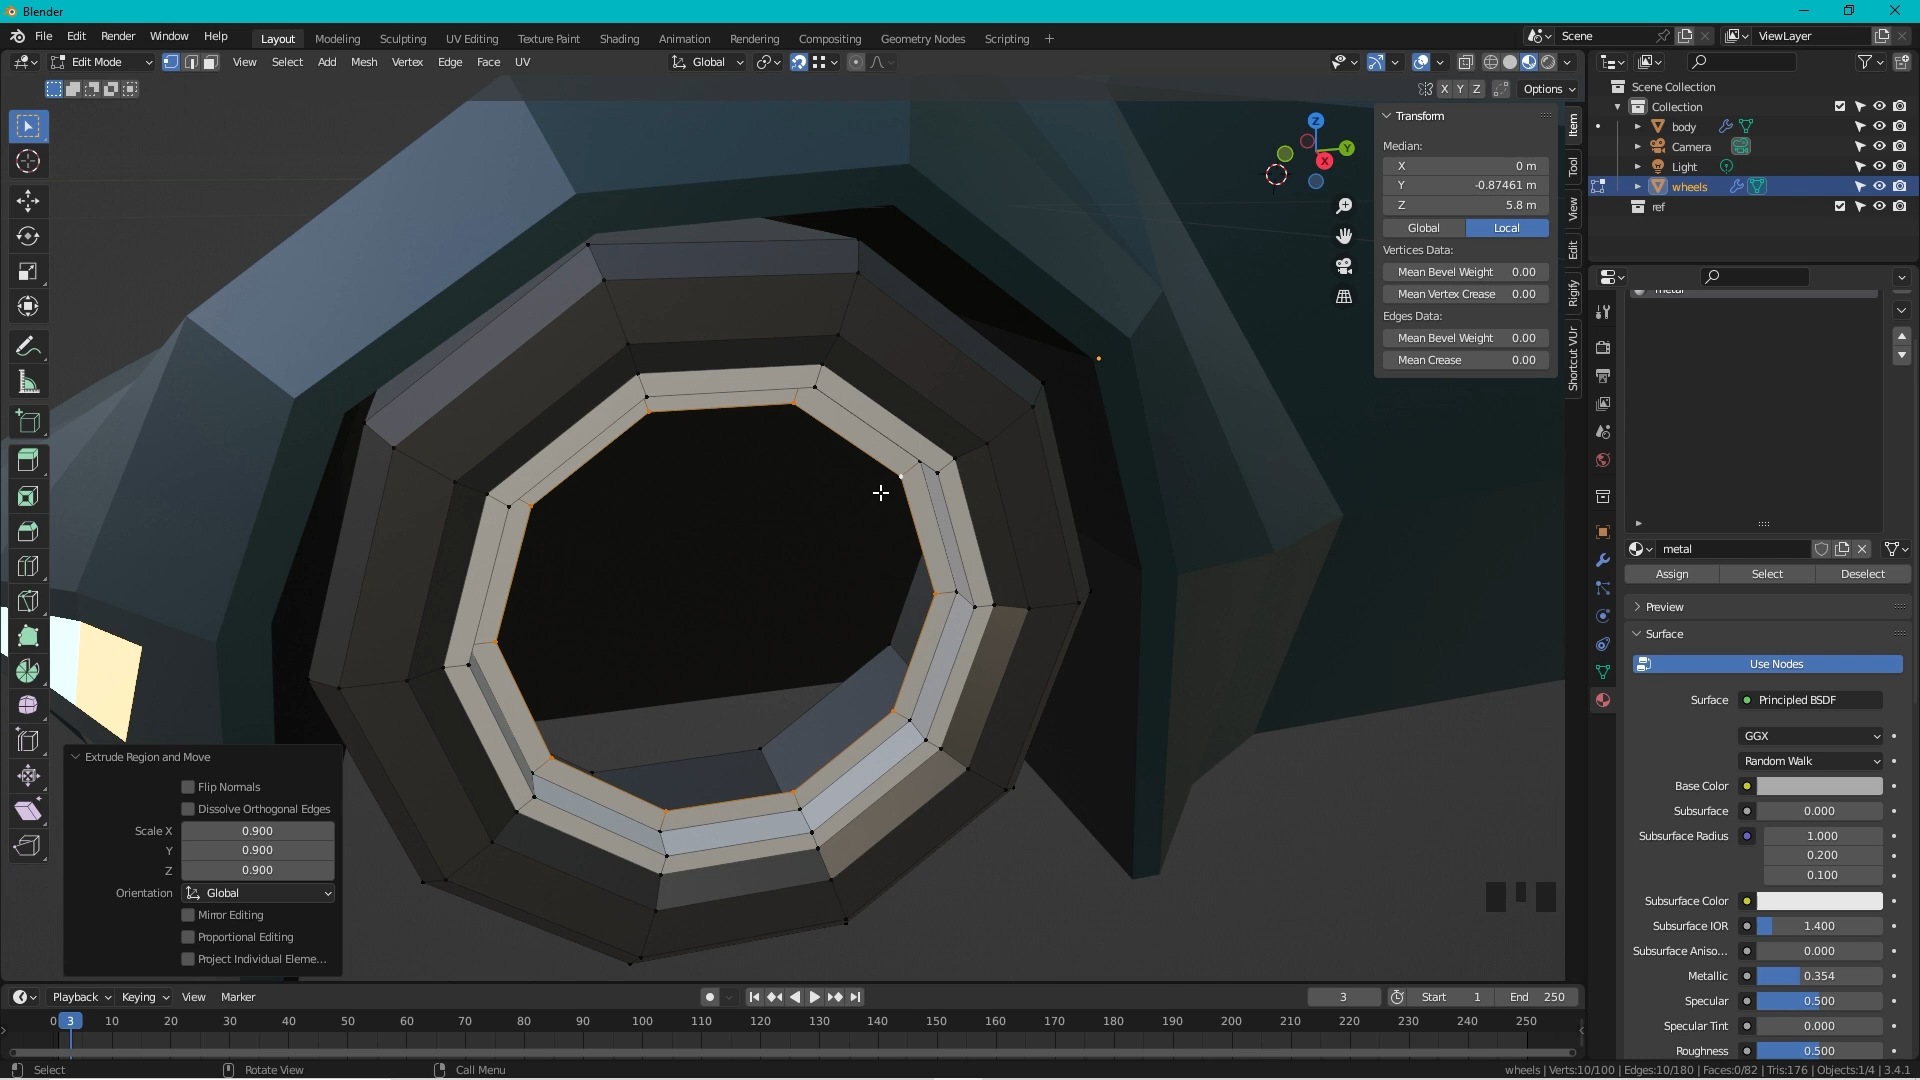 Blender
File Edit Render Window Help
Layout Modeling Sculpting UV Editing Texture Paint Shading Animation Rendering Compositing Geometry Nodes Scripting +
Scene
ViewLayer
Edit Mode View Select Add Mesh Vertex Edge Face UV
Global
X Y Z Options
Transform
Median:
X 0 m
Y -0.87461 m
Z 5.8 m
Global Local
Vertices Data:
Mean Bevel Weight 0.00
Mean Vertex Crease 0.00
Edges Data:
Mean Bevel Weight 0.00
Mean Crease 0.00
Item
Tool
View
Edit
Rigify
Shortcut VUr
Z
Y
X
Scene Collection
Collection
body
Camera
Light
wheels
ref
metal
metal
Assign Select Deselect
Preview
Surface
Use Nodes
Surface Principled BSDF
GGX
Random Walk
Base Color
Subsurface 0.000
Subsurface Radius 1.000
0.200
0.100
Subsurface Color
Subsurface IOR 1.400
Subsurface Aniso... 0.000
Metallic 0.354
Specular 0.500
Specular Tint 0.000
Roughness 0.500
Extrude Region and Move
Flip Normals
Dissolve Orthogonal Edges
Scale X 0.900
Y 0.900
Z 0.900
Orientation Global
Mirror Editing
Proportional Editing
Project Individual Eleme...
Playback Keying View Marker
3 Start 1 End 250
0 3 10 20 30 40 50 60 70 80 90 100 110 120 130 140 150 160 170 180 190 200 210 220 230 240 250
Select Rotate View Call Menu
wheels | Verts:10/100 | Edges:10/180 | Faces:0/82 | Tris:176 | Objects:1/4 | 3.4.1